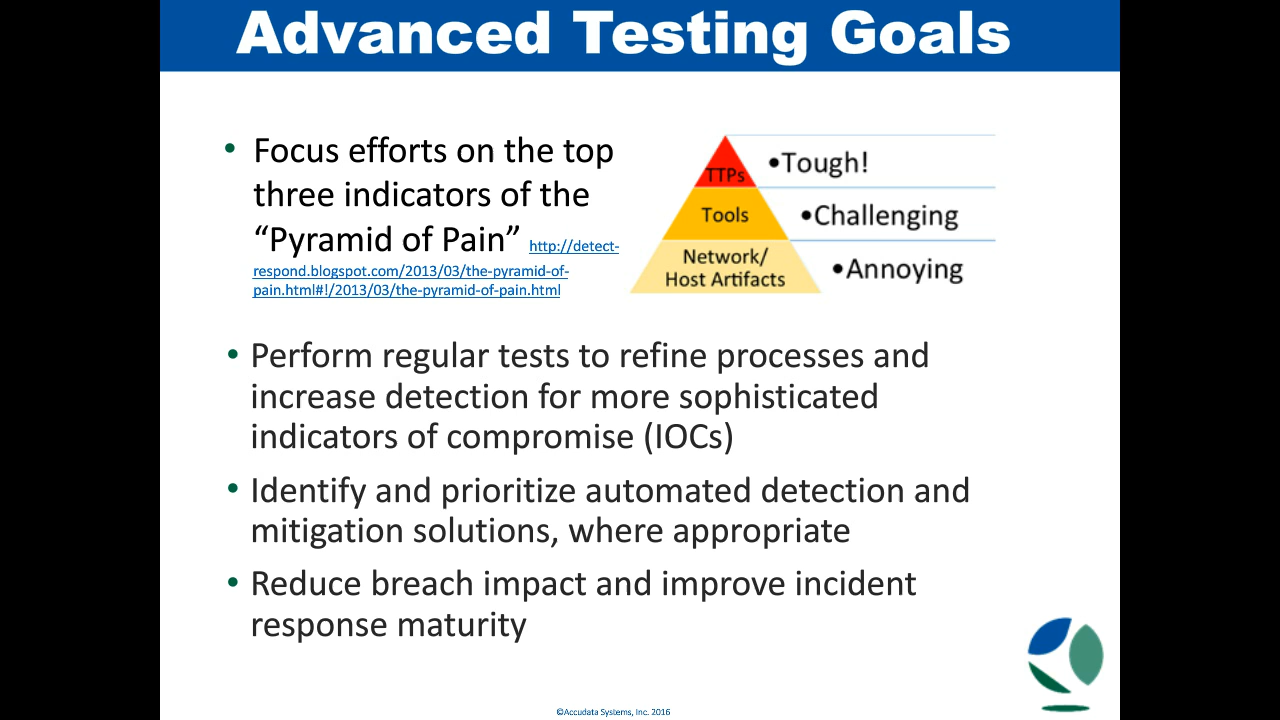 Advanced Testing Goals
• Focus efforts on the top
three indicators of the
“Pyramid of Pain” http://detect-
respond.blogspot.com/2013/03/the-pyramid-of-
pain.html#!/2013/03/the-pyramid-of-pain.html
TTPs
•Tough!
Tools
•Challenging
Network/
Host Artifacts
•Annoying
• Perform regular tests to refine processes and
increase detection for more sophisticated
indicators of compromise (IOCs)
• Identify and prioritize automated detection and
mitigation solutions, where appropriate
• Reduce breach impact and improve incident
response maturity
©Accudata Systems, Inc. 2016